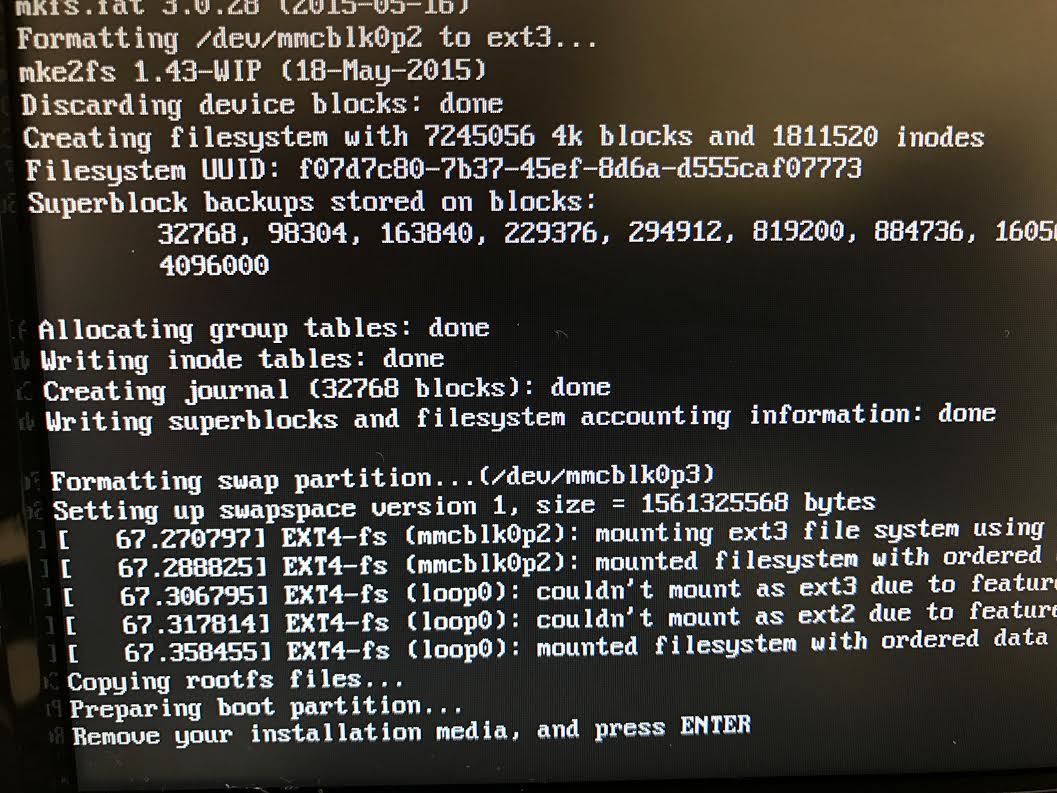 mkfs.fat 3.0.28 (2015-05-16)
Formatting /dev/mmcblk0p2 to ext3...
mke2fs 1.43-WIP (18-May-2015)
Discarding device blocks: done
Creating filesystem with 7245056 4k blocks and 1811520 inodes
Filesystem UUID: f07d7c80-7b37-45ef-8d6a-d555caf07773
Superblock backups stored on blocks:
32768, 98304, 163840, 229376, 294912, 819200, 884736,
4096000
Allocating group tables: done
Writing inode tables: done
Creating journal (32768 blocks): done
Writing superblocks and filesystem accounting information: done
Formatting swap partition...(/dev/mmcblk0p3)
Setting up swapspace version 1, size = 1561325568 bytes
[ 67.270797] EXT4-fs (mmcblk0p2): mounting ext3 file system using
[ 67.288825] EXT4-fs (mmcblk0p2): mounted filesystem with ordered
[ 67.306795] EXT4-fs (loop0): couldn't mount as ext3 due to feature
[ 67.317814] EXT4-fs (loop0): couldn't mount as ext2 due to feature
[ 67.358455] EXT4-fs (loop0): mounted filesystem with ordered data
Copying rootfs files...
Preparing boot partition...
Remove your installation media, and press ENTER